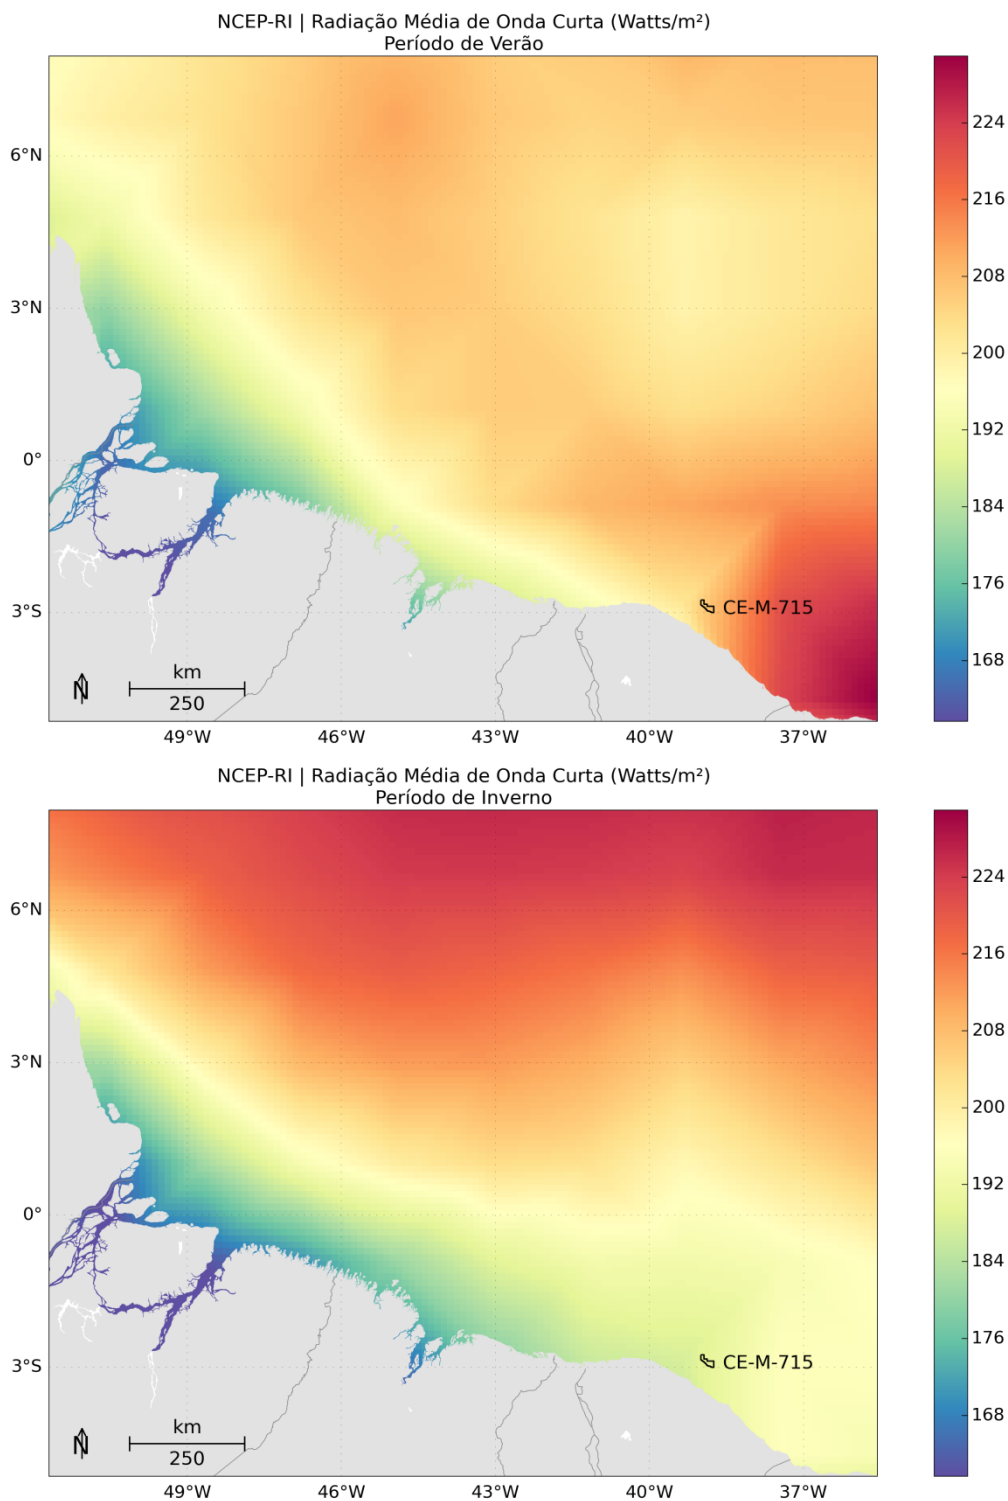 NCEP-RI | Radiação Média de Onda Curta (Watts/m²)
Período de Verão
224
6°N
216
208
3°N
200
192
0°
184
176
3°S
CE-M-715
168
km
N
250
49°W
46°W
43°W
40°W
37°W
NCEP-RI | Radiação Média de Onda Curta (Watts/m²)
Período de Inverno
224
6°N
216
208
3°N
200
192
0°
184
176
3°S
CE-M-715
168
km
N
250
49°W
46°W
43°W
40°W
37°W